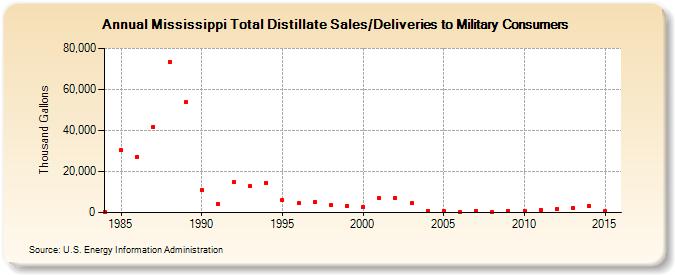 Annual Mississippi Total Distillate Sales/Deliveries to Military Consumers
Thousand Gallons
80,000
60,000
40,000
20,000
0
1985 1990 1995 2000 2005 2010 2015
Source: U.S. Energy Information Administration